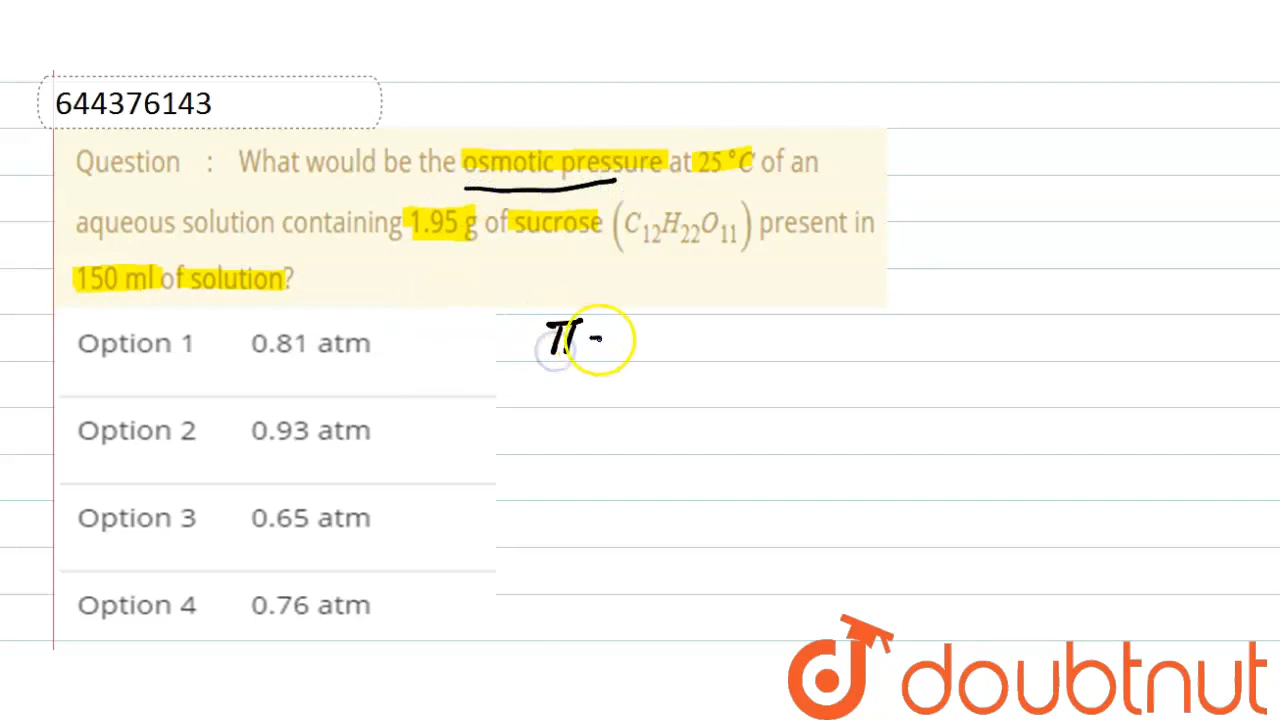 644376143
Question : What would be the osmotic pressure at 25 °C of an
aqueous solution containing 1.95 g of sucrose (C₁₂H₂₂O₁₁) present in
150 ml of solution?
Option 1 0.81 atm
π -
Option 2 0.93 atm
Option 3 0.65 atm
Option 4 0.76 atm
doubtnut